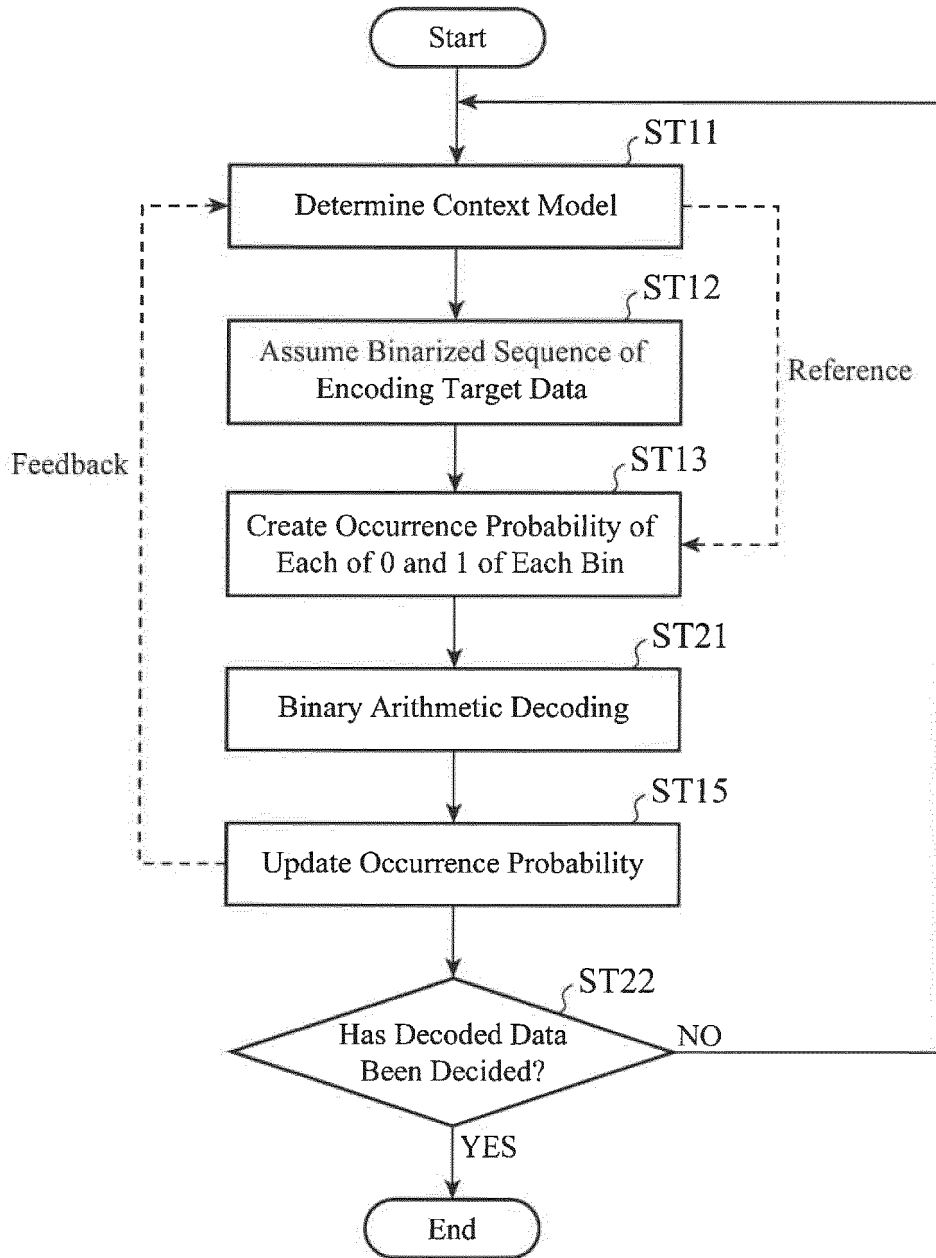 Start
ST11
Determine Context Model
ST12
Assume Binarized Sequence of
Encoding Target Data
Reference
Feedback
ST13
Create Occurrence Probability of
Each of 0 and 1 of Each Bin
ST21
Binary Arithmetic Decoding
ST15
Update Occurrence Probability
ST22
Has Decoded Data
Been Decided?
NO
YES
End